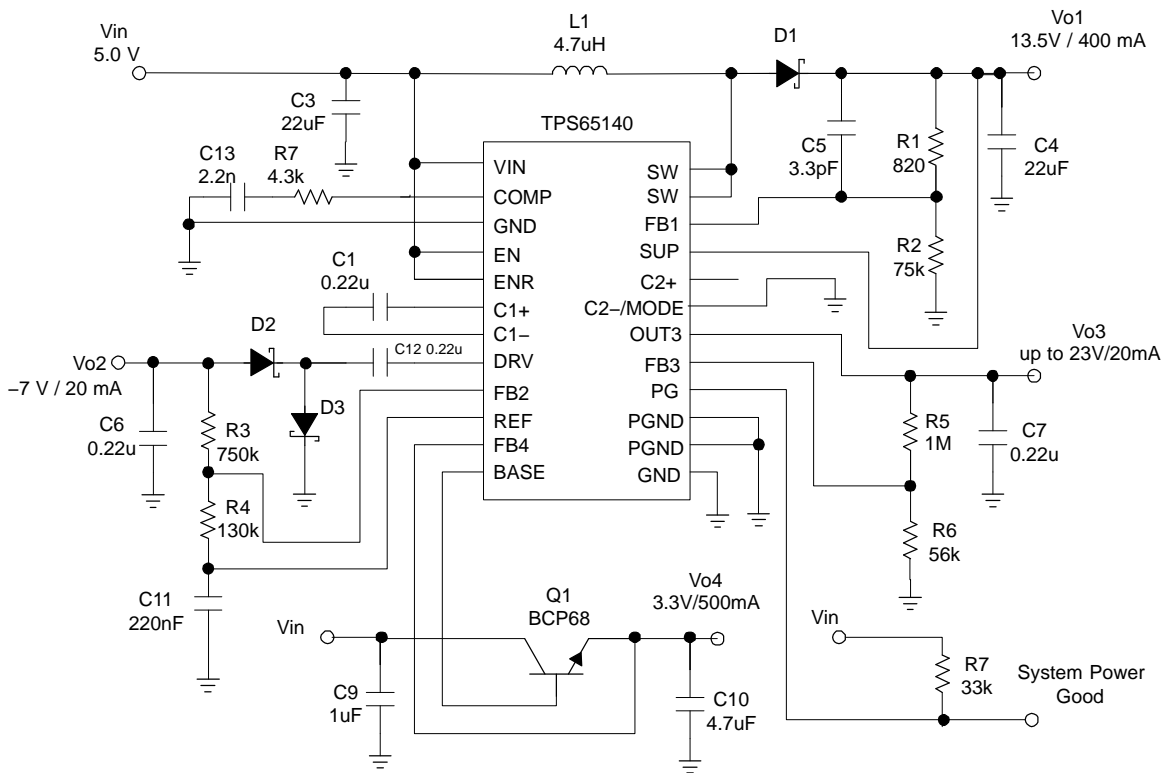 Vin
5.0 V
L1
4.7uH
D1
Vo1
13.5V / 400 mA
C3
22uF
TPS65140
C5
3.3pF
R1
820
C4
22uF
C13
2.2n
R7
4.3k
VIN
COMP
GND
EN
ENR
C1+
C1–
DRV
FB2
REF
FB4
BASE
SW
SW
FB1
SUP
C2+
C2–/MODE
OUT3
FB3
PG
PGND
PGND
GND
R2
75k
C1
0.22u
D2
C12 0.22u
Vo2
–7 V / 20 mA
D3
C6
0.22u
R3
750k
R4
130k
C11
220nF
Vo3
up to 23V/20mA
R5
1M
C7
0.22u
R6
56k
Vin
Q1
BCP68
Vo4
3.3V/500mA
C9
1uF
C10
4.7uF
Vin
R7
33k
System Power
Good